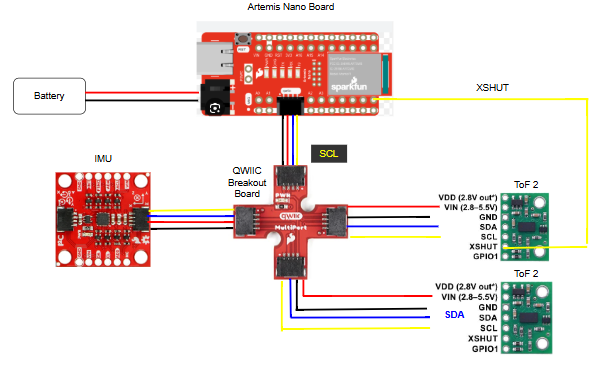 Artemis Nano Board
sparkfun
Battery
XSHUT
SCL
IMU
QWIIC
Breakout
Board
PWR
QWIIC
MultiPort
ToF 2
VDD (2.8V out*)
VIN (2.8–5.5V)
GND
SDA
SCL
XSHUT
GPIO1
ToF 2
VDD (2.8V out*)
VIN (2.8–5.5V)
GND
SDA
SDA
SCL
XSHUT
GPIO1